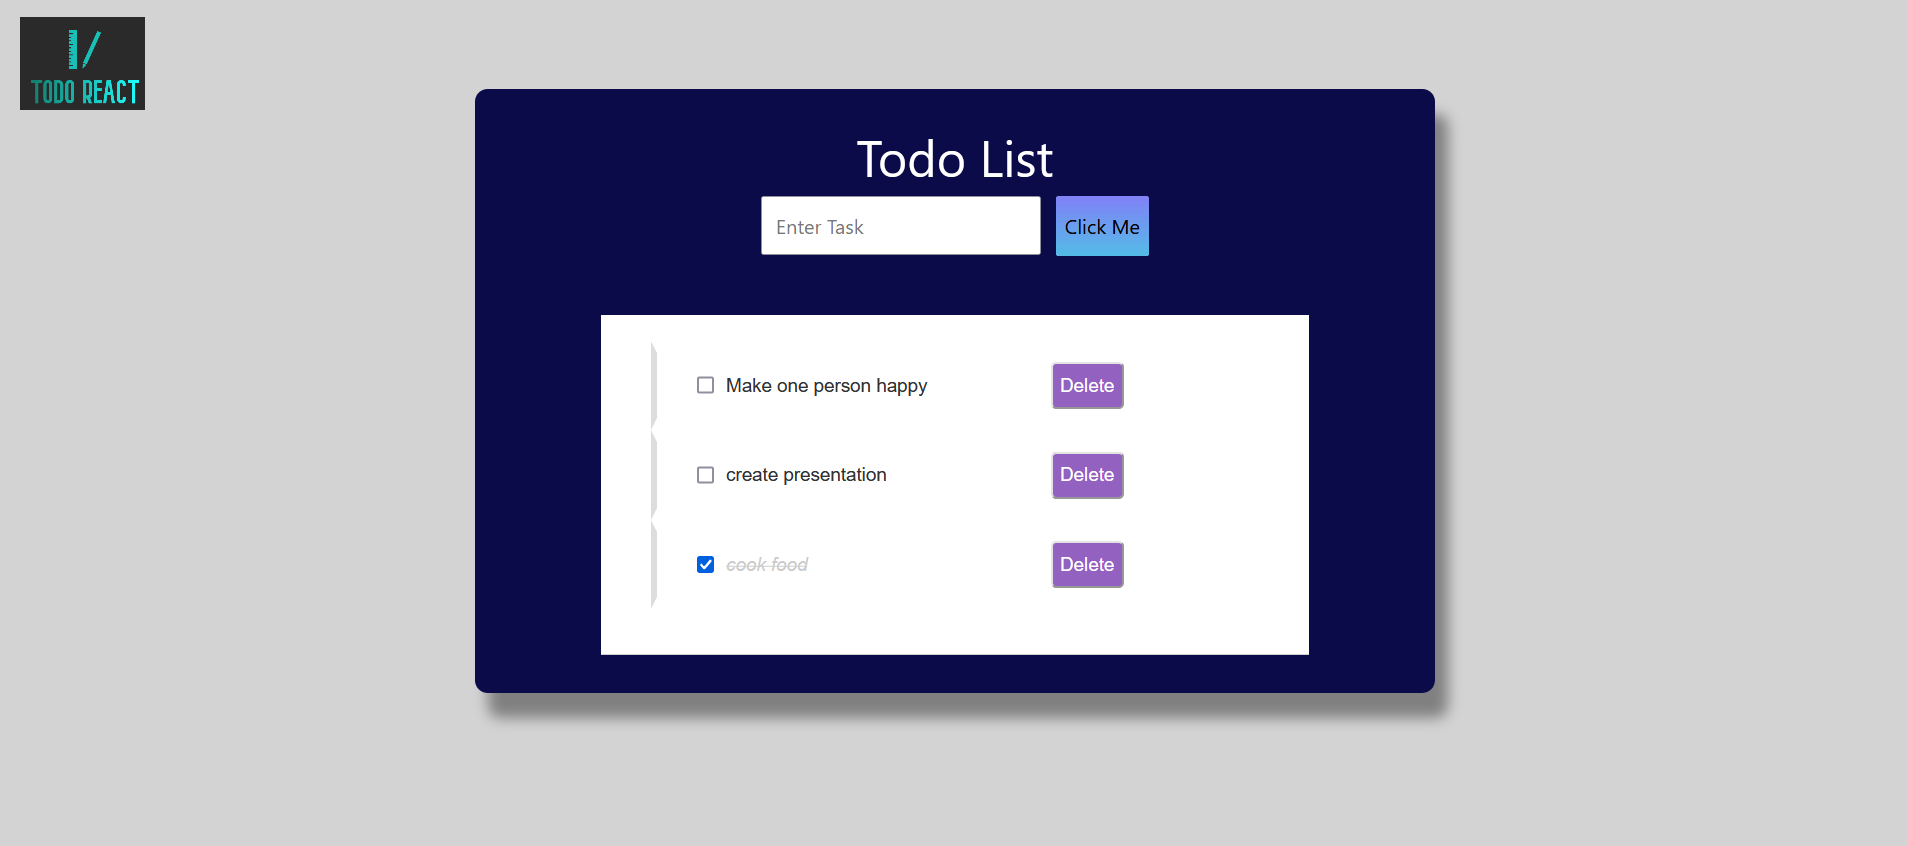 TODO REACT
Todo List
Enter Task
Click Me
Make one person happy
Delete
create presentation
Delete
cook food
Delete